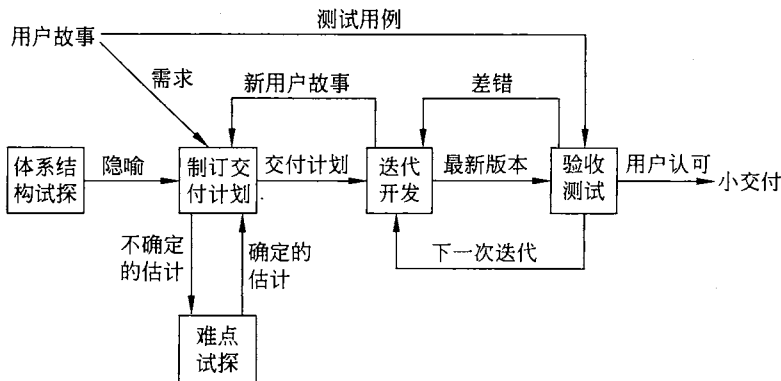 测试用例
用户故事
需求
新用户故事
差错
体系结
构试探
隐喻
制订交
付计划
交付计划
迭代
开发
最新版本
验收
测试
用户认可
小交付
不确定
的估计
确定的
估计
下一次迭代
难点
试探